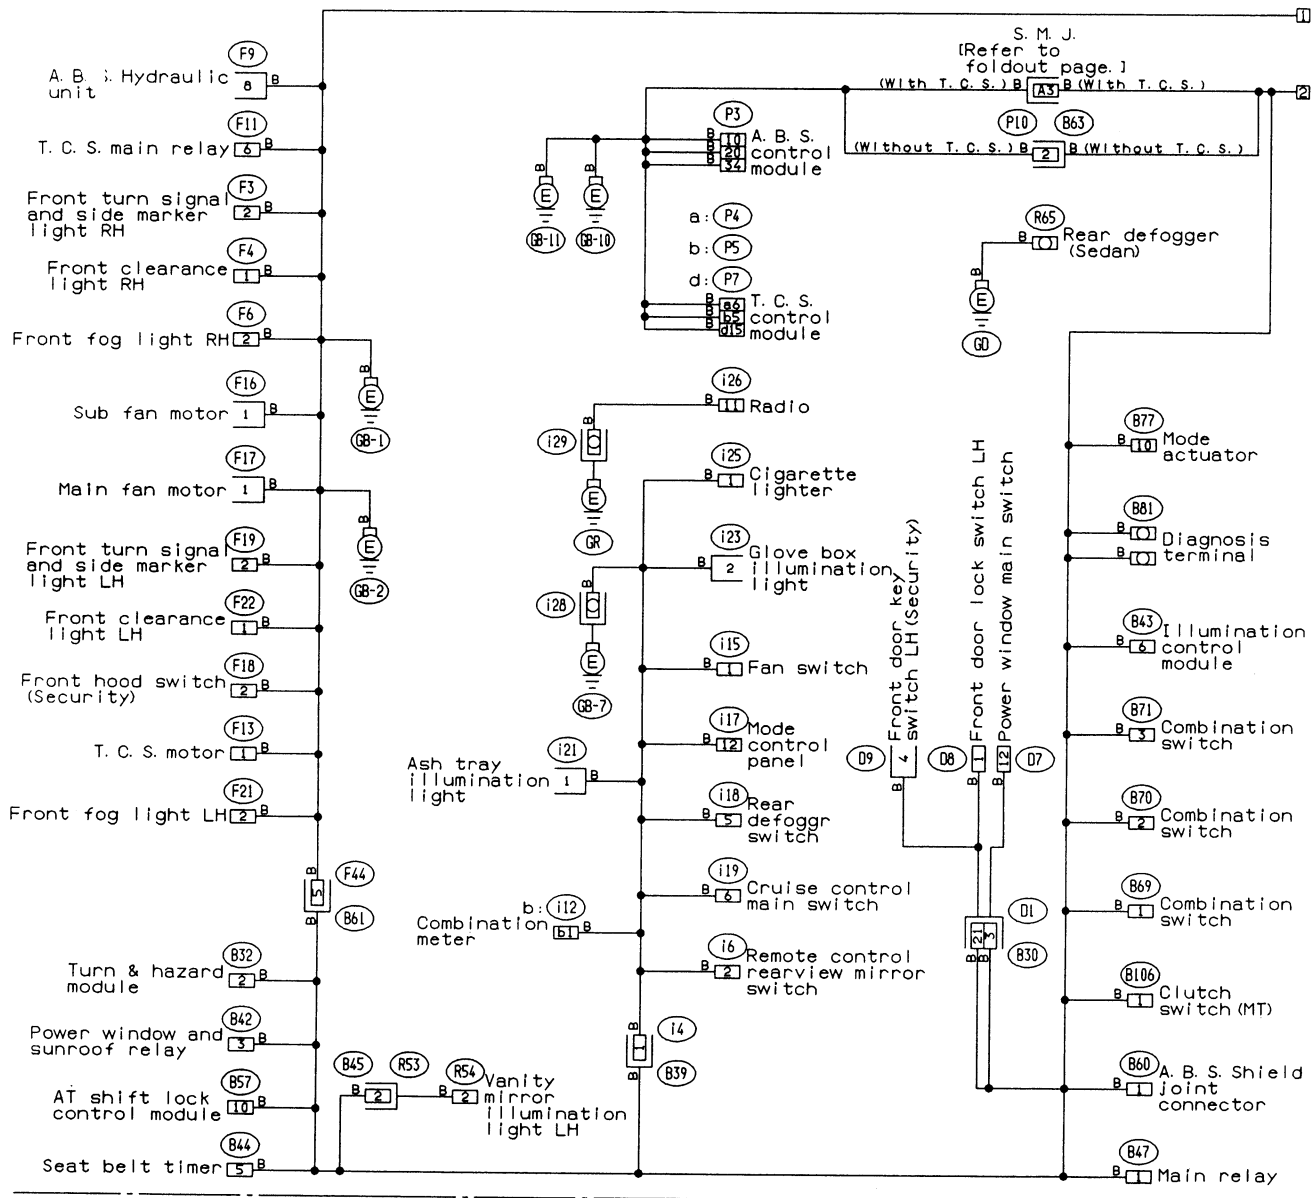 1
S. M. J.
[Refer to
foldout page. ]
(With T. C. S. ) B A3 B (With T. C. S. )
2
P10 B63
(Without T. C. S. ) B 2 B (Without T. C. S. )
F9
A. B. S. Hydraulic
unit
8 B
F11
T. C. S. main relay 6 B
F3
Front turn signal
and side marker
light RH
2 B
F4
Front clearance
light RH
1 B
F6
Front fog light RH 2 B
B E GB-1
F16
Sub fan motor 1 B
F17
Main fan motor 1 B
B E GB-2
F19
Front turn signal
and side marker
light LH
2 B
F22
Front clearance
light LH
1 B
F18
Front hood switch
(Security)
2 B
F13
T. C. S. motor 1 B
F21
Front fog light LH 2 B
B 5 F44
B B61
B32
Turn & hazard
module
2 B
B42
Power window and
sunroof relay
3 B
B57
AT shift lock
control module
10 B
B44
Seat belt timer 5 B
B45 R53 R54
B 2 B 2
Vanity
mirror
illumination
light LH
P3
B 10 A. B. S.
B 20 control
B 34 module
B E GB-11
B E GB-10
a: P4
b: P5
d: P7
B a6 T. C. S.
B b5 control
B d15 module
R65
B Rear defogger
(Sedan)
B E GD
i26
B 11 Radio
B i29
E GR
i25
B 1 Cigarette
lighter
i23
B 2 Glove box
illumination
light
B i28
E GB-7
i15
B 1 Fan switch
i17
B 12 Mode
control
panel
i21
Ash tray
illumination
light
1 B
i18
B 5 Rear
defoggr
switch
i19
B 6 Cruise control
main switch
b: i12
Combination
meter
b1 B
i6
B 2 Remote control
rearview mirror
switch
B 1 i4
B39
Front door key
switch LH (Security)
D9 4 B
Front door lock switch LH
D8 1 B
Power window main switch
12 D7 B
21 3 D1
B B B30
B77
B 10 Mode
actuator
B81
B Diagnosis
B terminal
B43
B 6 Illumination
control
module
B71
B 3 Combination
switch
B70
B 2 Combination
switch
B69
B 1 Combination
switch
B106
B 1 Clutch
switch (MT)
B60
B 1 A. B. S. Shield
joint
connector
B47
B 1 Main relay